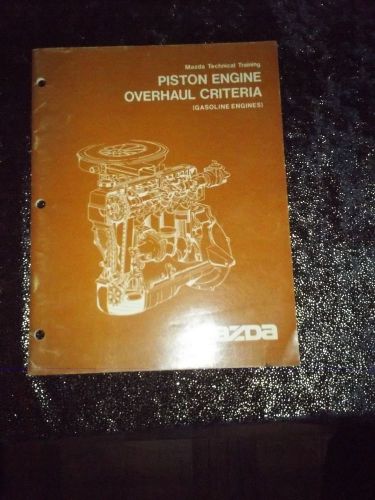 Mazda Technical Training
PISTON ENGINE
OVERHAUL CRITERIA
(GASOLINE ENGINES)
mazda